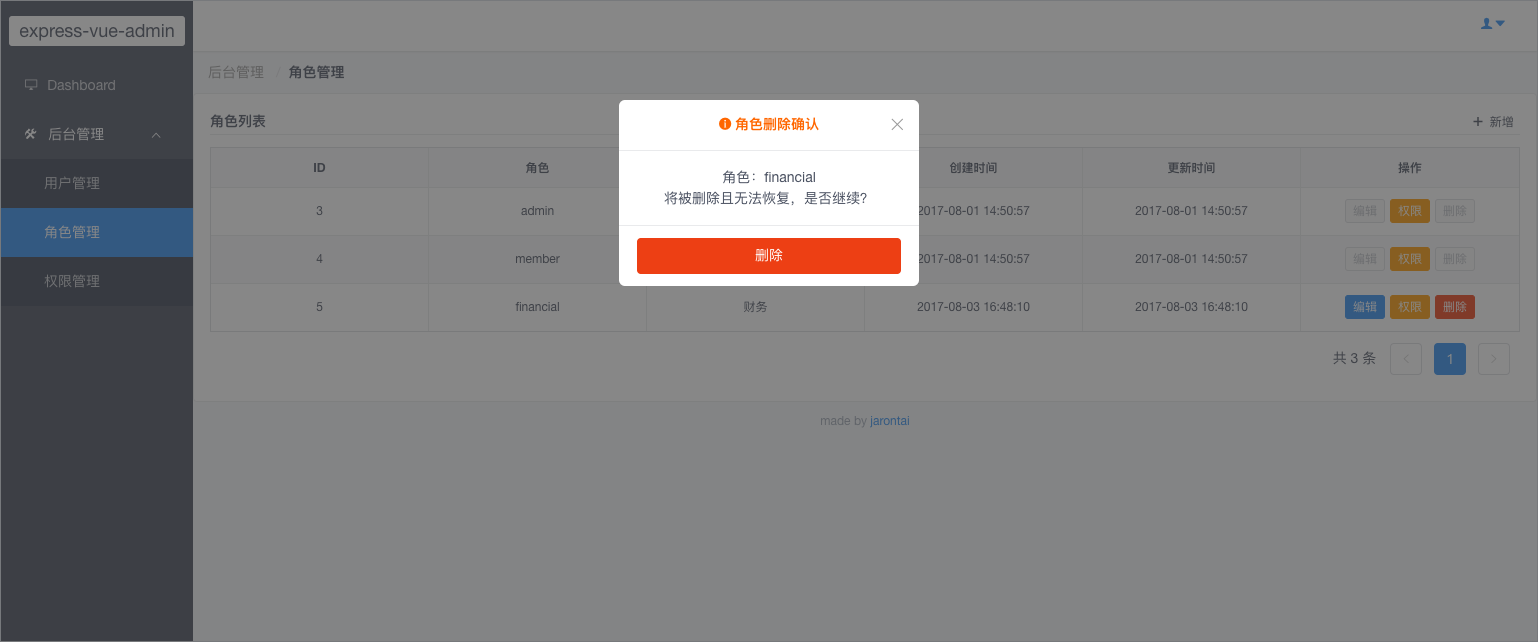 express-vue-admin
Dashboard
后台管理
用户管理
角色管理
权限管理
后台管理 / 角色管理
角色列表
+ 新增
ID 角色 创建时间 更新时间 操作
3 admin 2017-08-01 14:50:57 2017-08-01 14:50:57 编辑 权限 删除
4 member 2017-08-01 14:50:57 2017-08-01 14:50:57 编辑 权限 删除
5 financial 财务 2017-08-03 16:48:10 2017-08-03 16:48:10 编辑 权限 删除
共 3 条 1
made by jarontai
角色删除确认
角色：financial
将被删除且无法恢复，是否继续?
删除